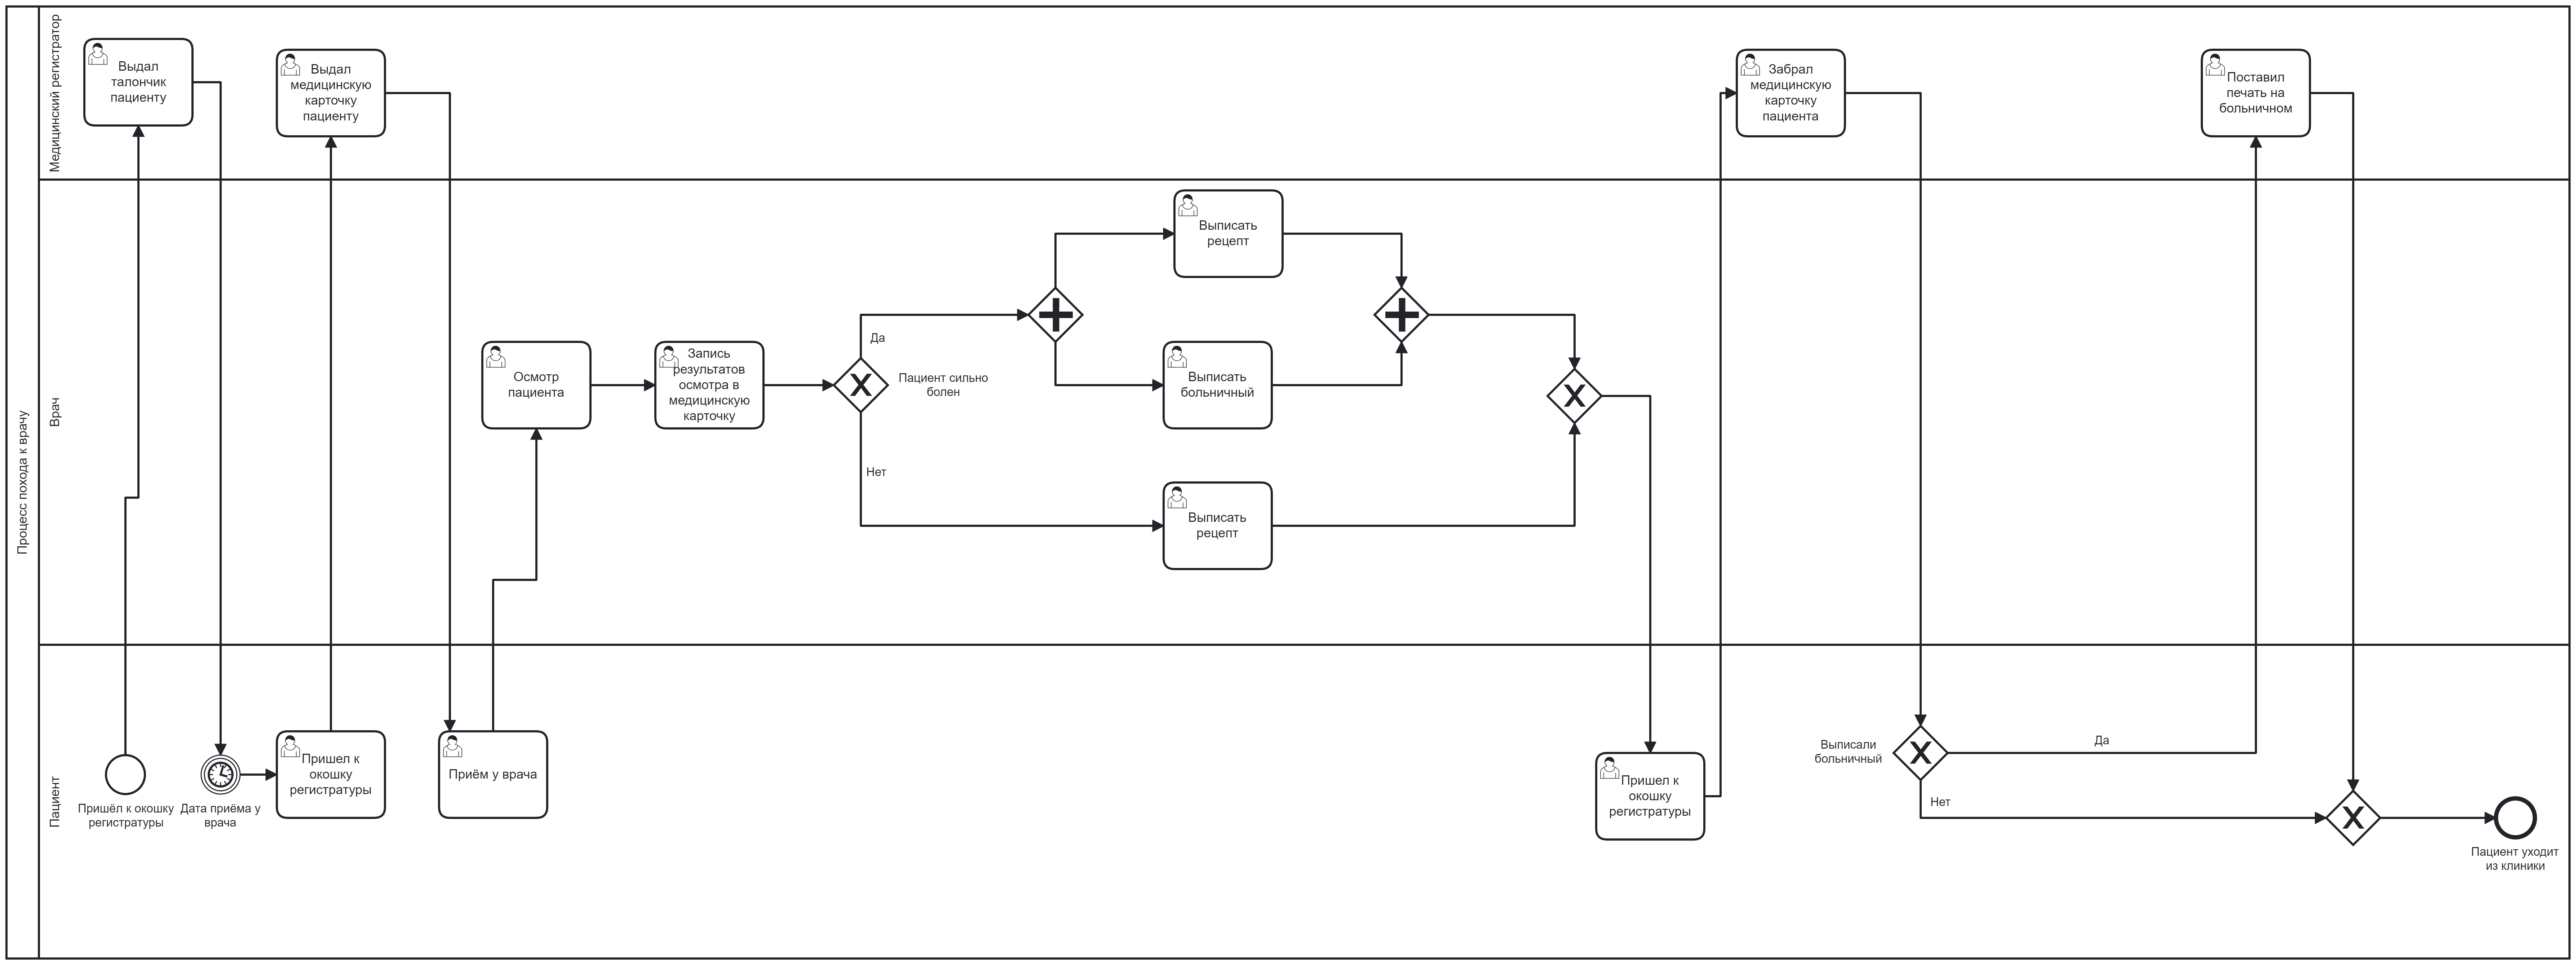 Процесс похода к врачу
Медицинский регистратор
Выдал
талончик
пациенту
Выдал
медицинскую
карточку
пациенту
Забрал
медицинскую
карточку
пациента
Поставил
печать на
больничном
Врач
Осмотр
пациента
Запись
результатов
осмотра в
медицинскую
карточку
Да
Пациент сильно
болен
Нет
Выписать
рецепт
Выписать
больничный
Выписать
рецепт
Пациент
Пришёл к окошку
регистратуры
Дата приёма у
врача
Пришел к
окошку
регистратуры
Приём у врача
Пришел к
окошку
регистратуры
Выписали
больничный
Да
Нет
Пациент уходит
из клиники